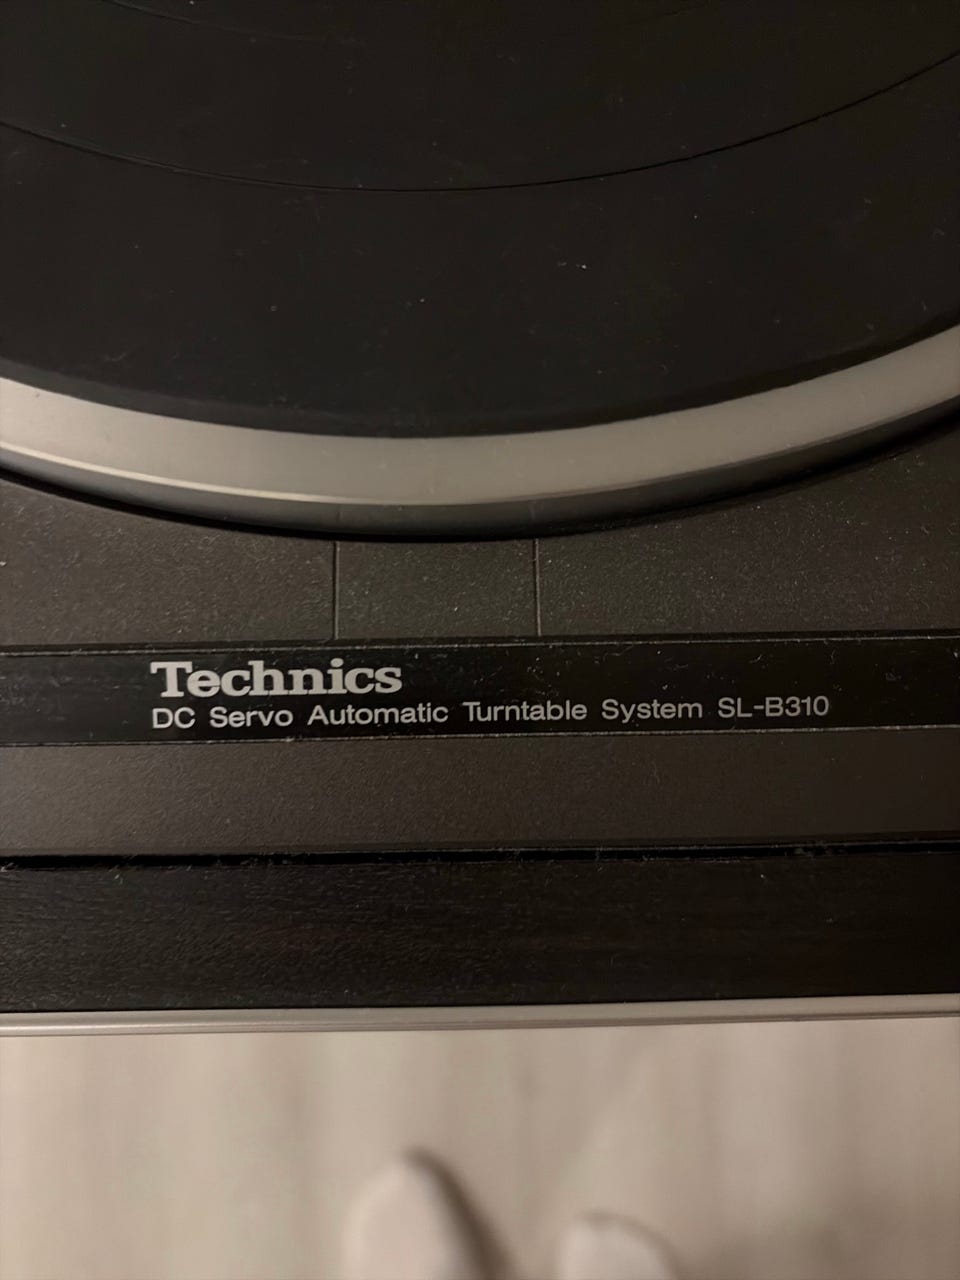 Technics
DC Servo Automatic Turntable System SL-B310